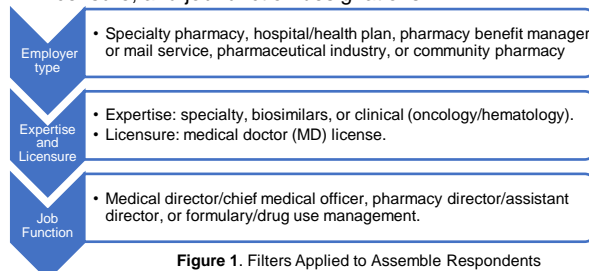 Employer
type
• Specialty pharmacy, hospital/health plan, pharmacy benefit manager
or mail service, pharmaceutical industry, or community pharmacy
Expertise
and
Licensure
• Expertise: specialty, biosimilars, or clinical (oncology/hematology).
• Licensure: medical doctor (MD) license.
Job
Function
• Medical director/chief medical officer, pharmacy director/assistant
director, or formulary/drug use management.
Figure 1. Filters Applied to Assemble Respondents